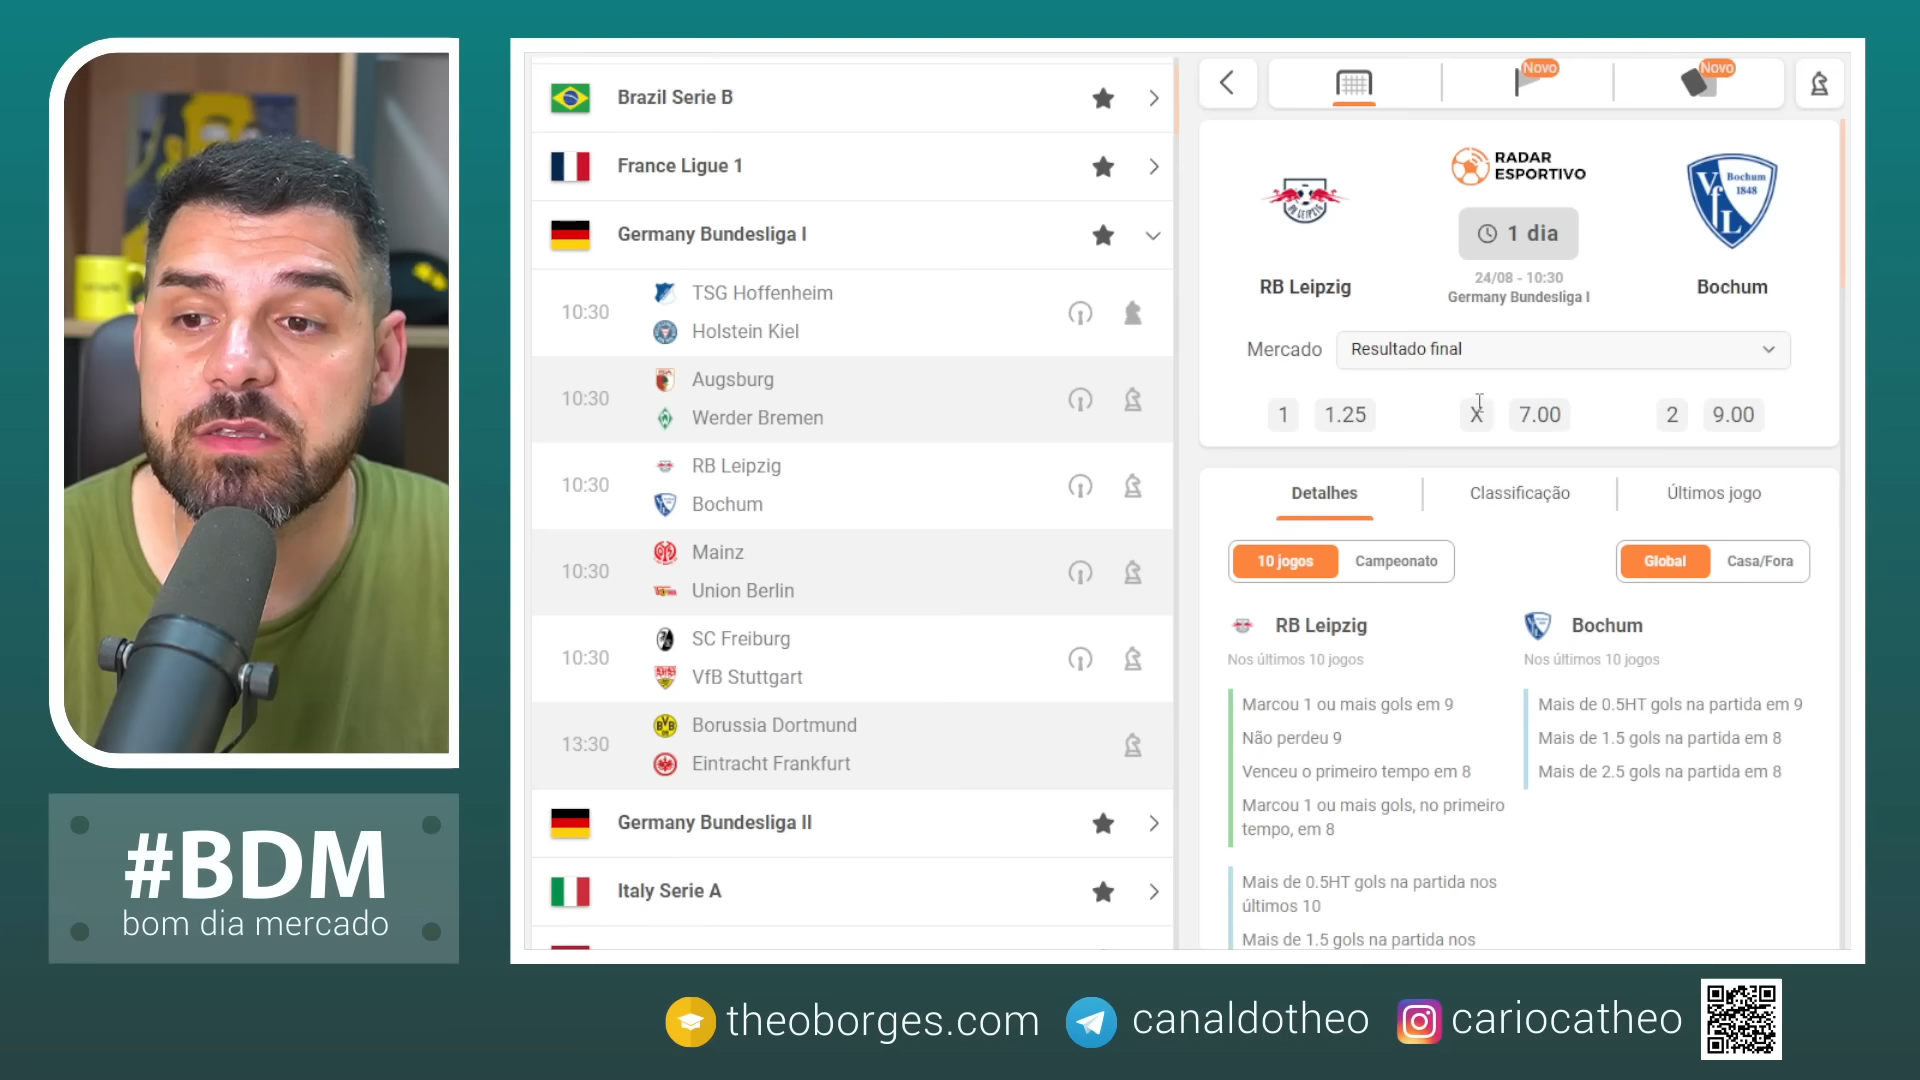 #BDM
bom dia mercado
Brazil Serie B
France Ligue 1
Germany Bundesliga I
10:30
TSG Hoffenheim
Holstein Kiel
10:30
Augsburg
Werder Bremen
10:30
RB Leipzig
Bochum
10:30
Mainz
Union Berlin
10:30
SC Freiburg
VfB Stuttgart
13:30
Borussia Dortmund
Eintracht Frankfurt
Germany Bundesliga II
Italy Serie A
Novo
Novo
RADAR
ESPORTIVO
RB LEIPZIG
VfL
Bochum
1848
1 dia
24/08 - 10:30
Germany Bundesliga I
RB Leipzig
Bochum
Mercado
Resultado final
1 1.25 X 7.00 2 9.00
Detalhes
Classificação
Últimos jogo
10 jogos
Campeonato
Global
Casa/Fora
RB Leipzig
Nos últimos 10 jogos
Marcou 1 ou mais gols em 9
Não perdeu 9
Venceu o primeiro tempo em 8
Marcou 1 ou mais gols, no primeiro
tempo, em 8
Mais de 0.5HT gols na partida nos
últimos 10
Mais de 1.5 gols na partida nos
Bochum
Nos últimos 10 jogos
Mais de 0.5HT gols na partida em 9
Mais de 1.5 gols na partida em 8
Mais de 2.5 gols na partida em 8
theoborges.com
canaldotheo
cariocatheo